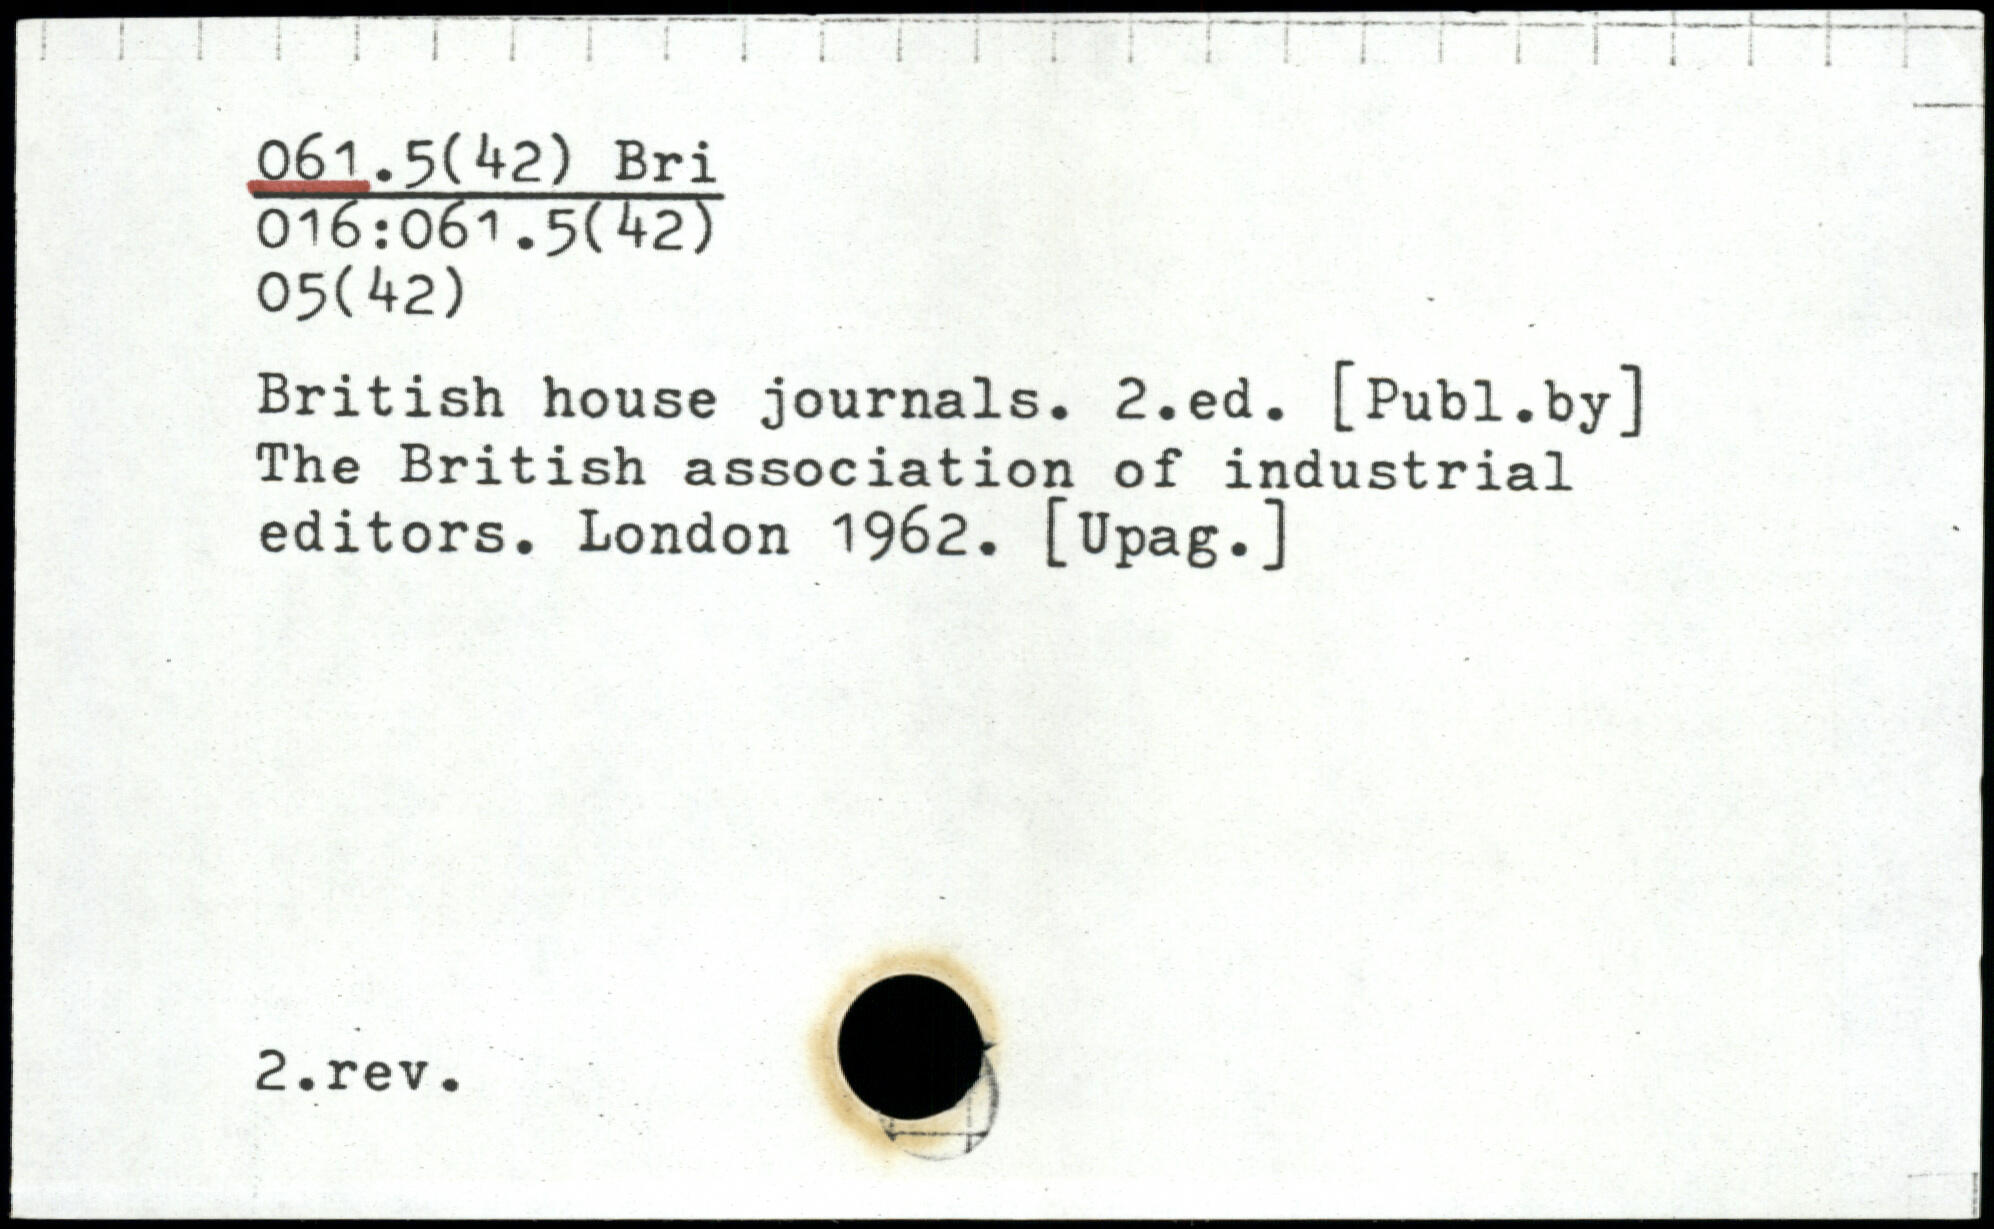 061.5(42) Bri
016:061.5(42)
05(42)
British house journals. 2.ed. [Publ.by]
The British association of industrial
editors. London 1962. [Upag.]
2.rev.